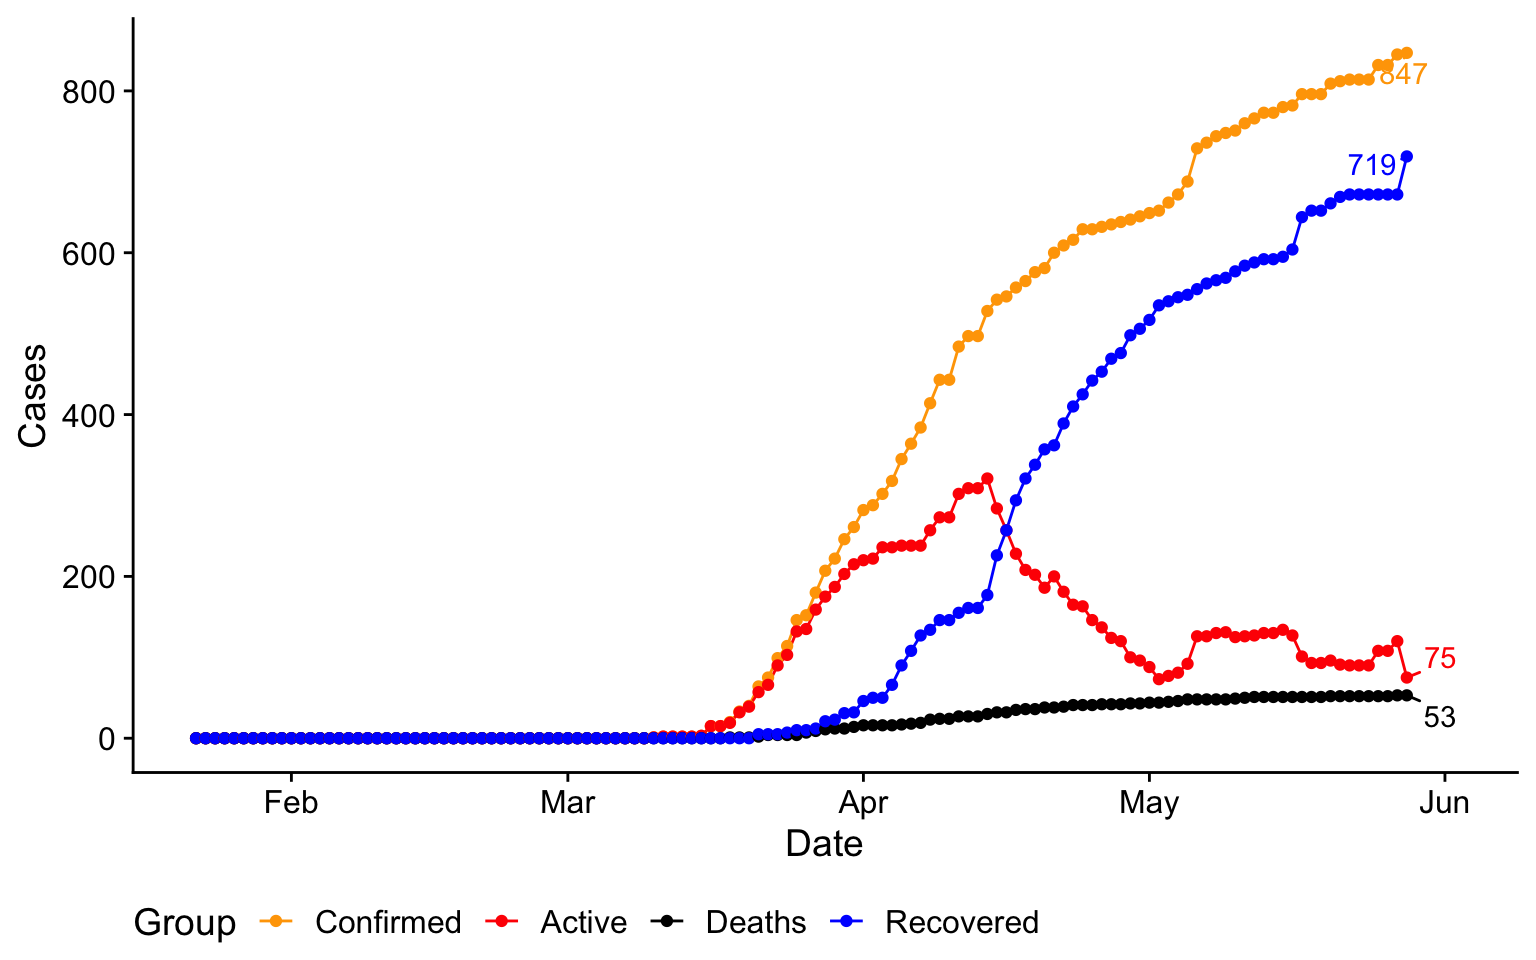 800
600
400
200
0
Cases
847
719
75
53
Feb Mar Apr May Jun
Date
Group Confirmed Active Deaths Recovered